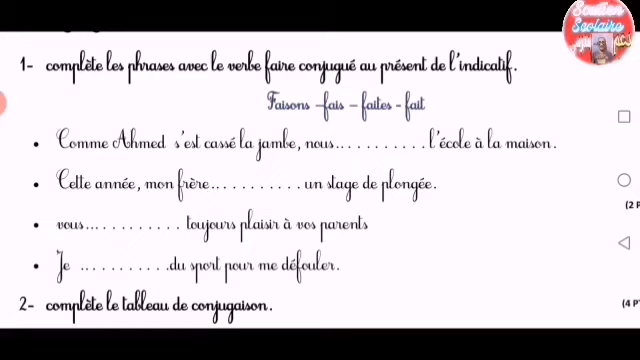 Soutien
Scolaire
1- complète les phrases avec le verbe faire conjugué au présent de l'indicatif.
Faisons -fais - faites - fait
• Comme Ahmed s'est cassé la jambe, nous.......... l'école à la maison.
• Cette année, mon frère.......... un stage de plongée.
(2 P
• vous.......... toujours plaisir à vos parents
• Je ..........du sport pour me défouler.
2- complète le tableau de conjugaison.
(4 P